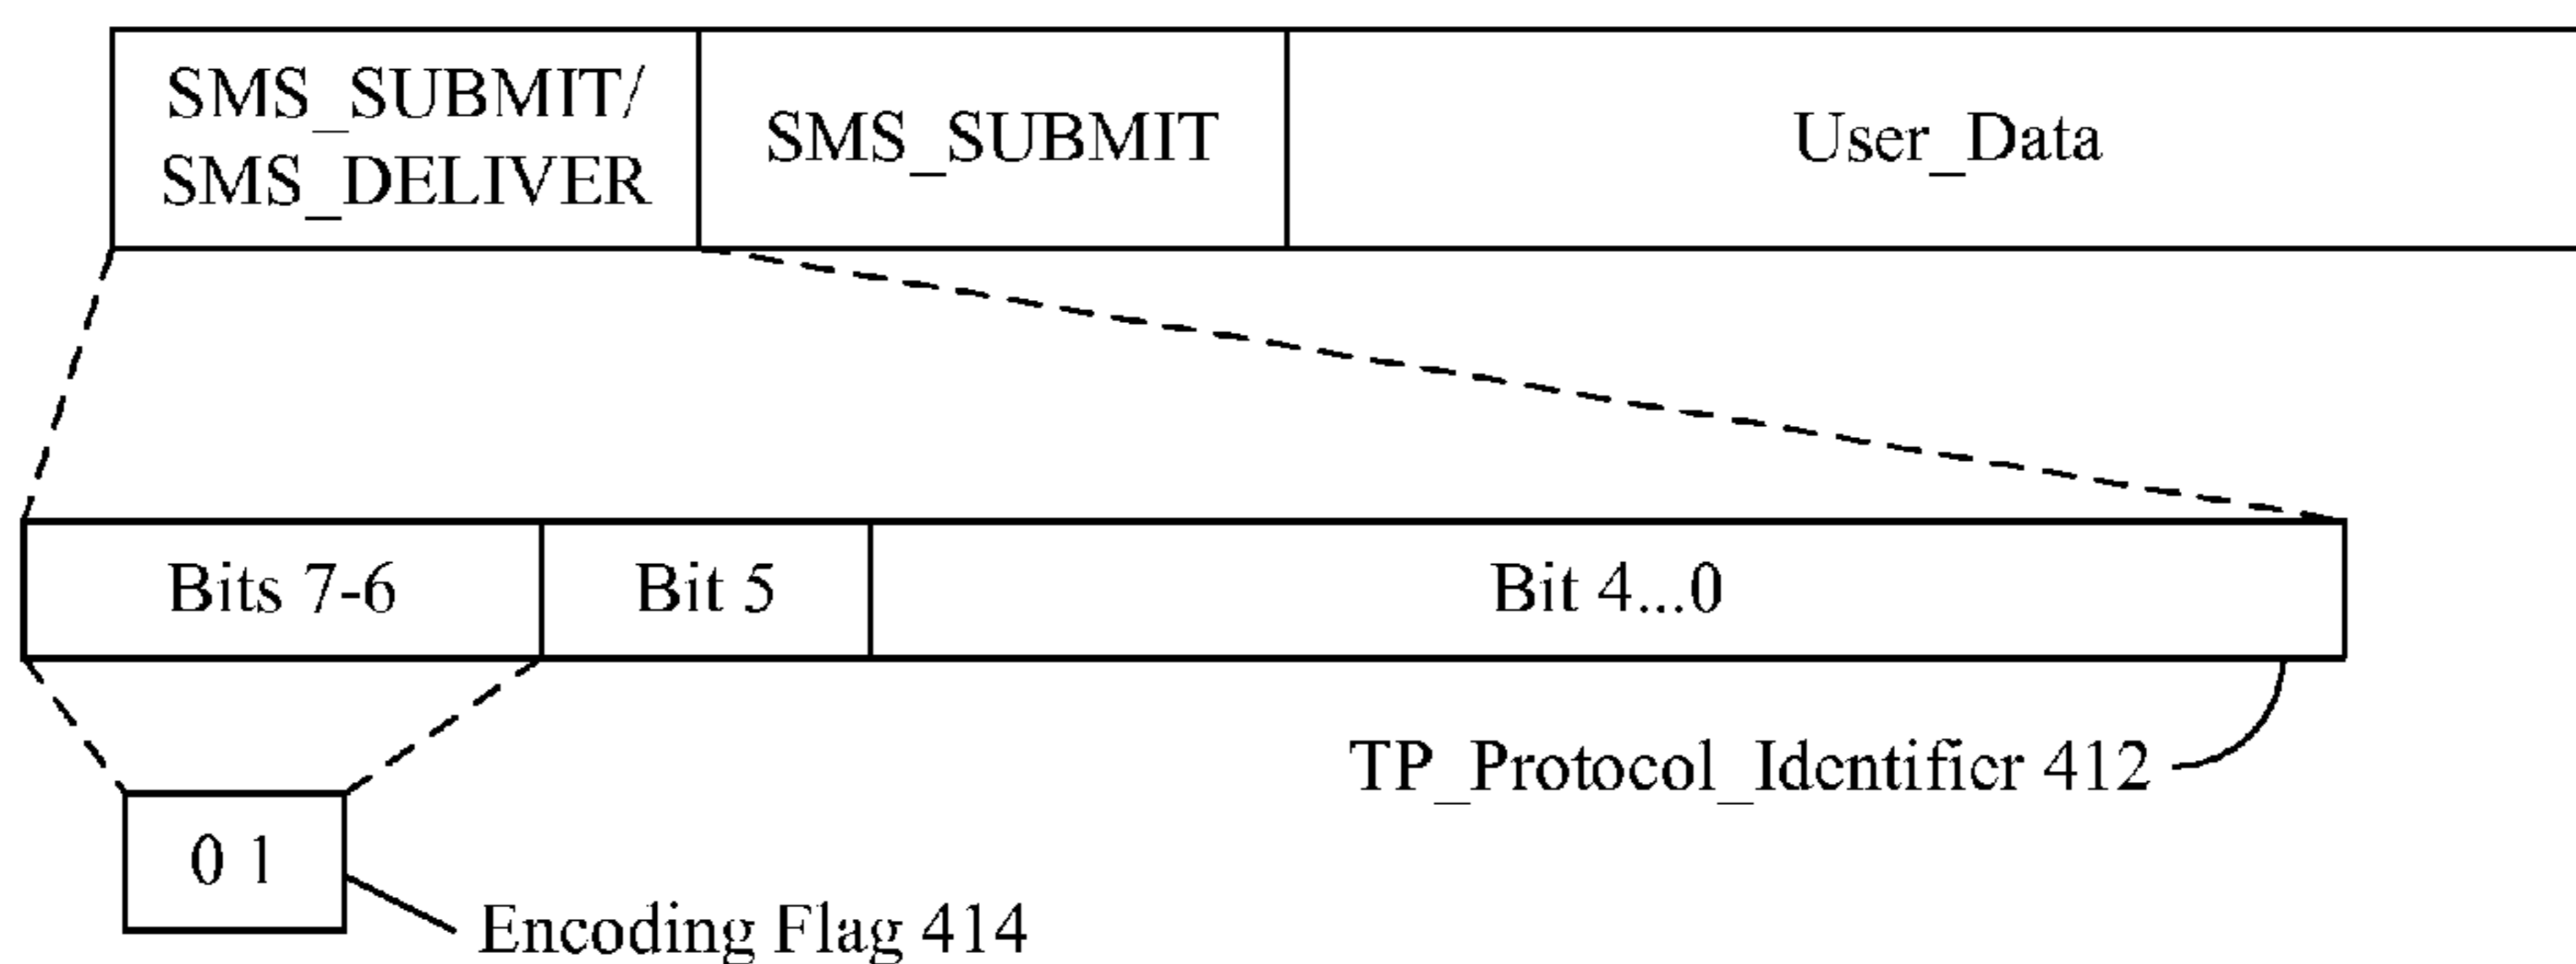 SMS_SUBMIT/
SMS_DELIVER
SMS_SUBMIT
User_Data
Bits 7-6
Bit 5
Bit 4...0
TP_Protocol_Identifier 412
0 1
Encoding Flag 414